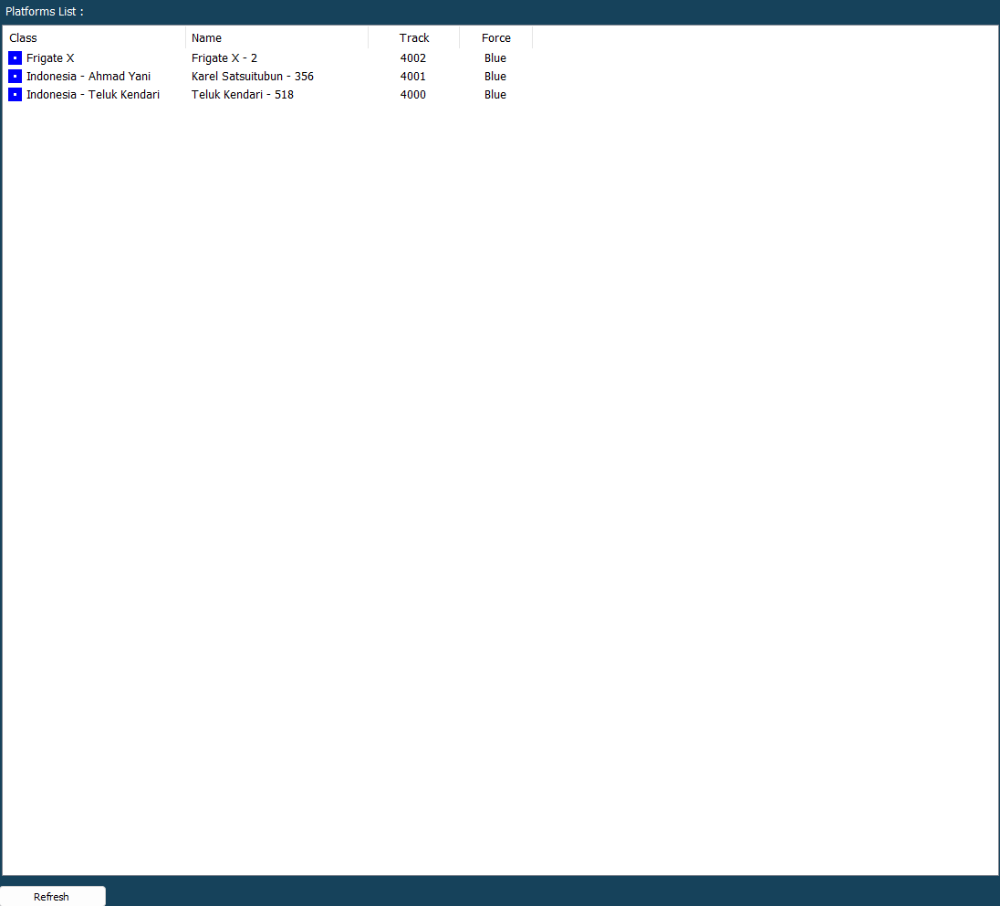 Platforms List :
Class Name Track Force
Frigate X Frigate X - 2 4002 Blue
Indonesia - Ahmad Yani Karel Satsuitubun - 356 4001 Blue
Indonesia - Teluk Kendari Teluk Kendari - 518 4000 Blue
Refresh